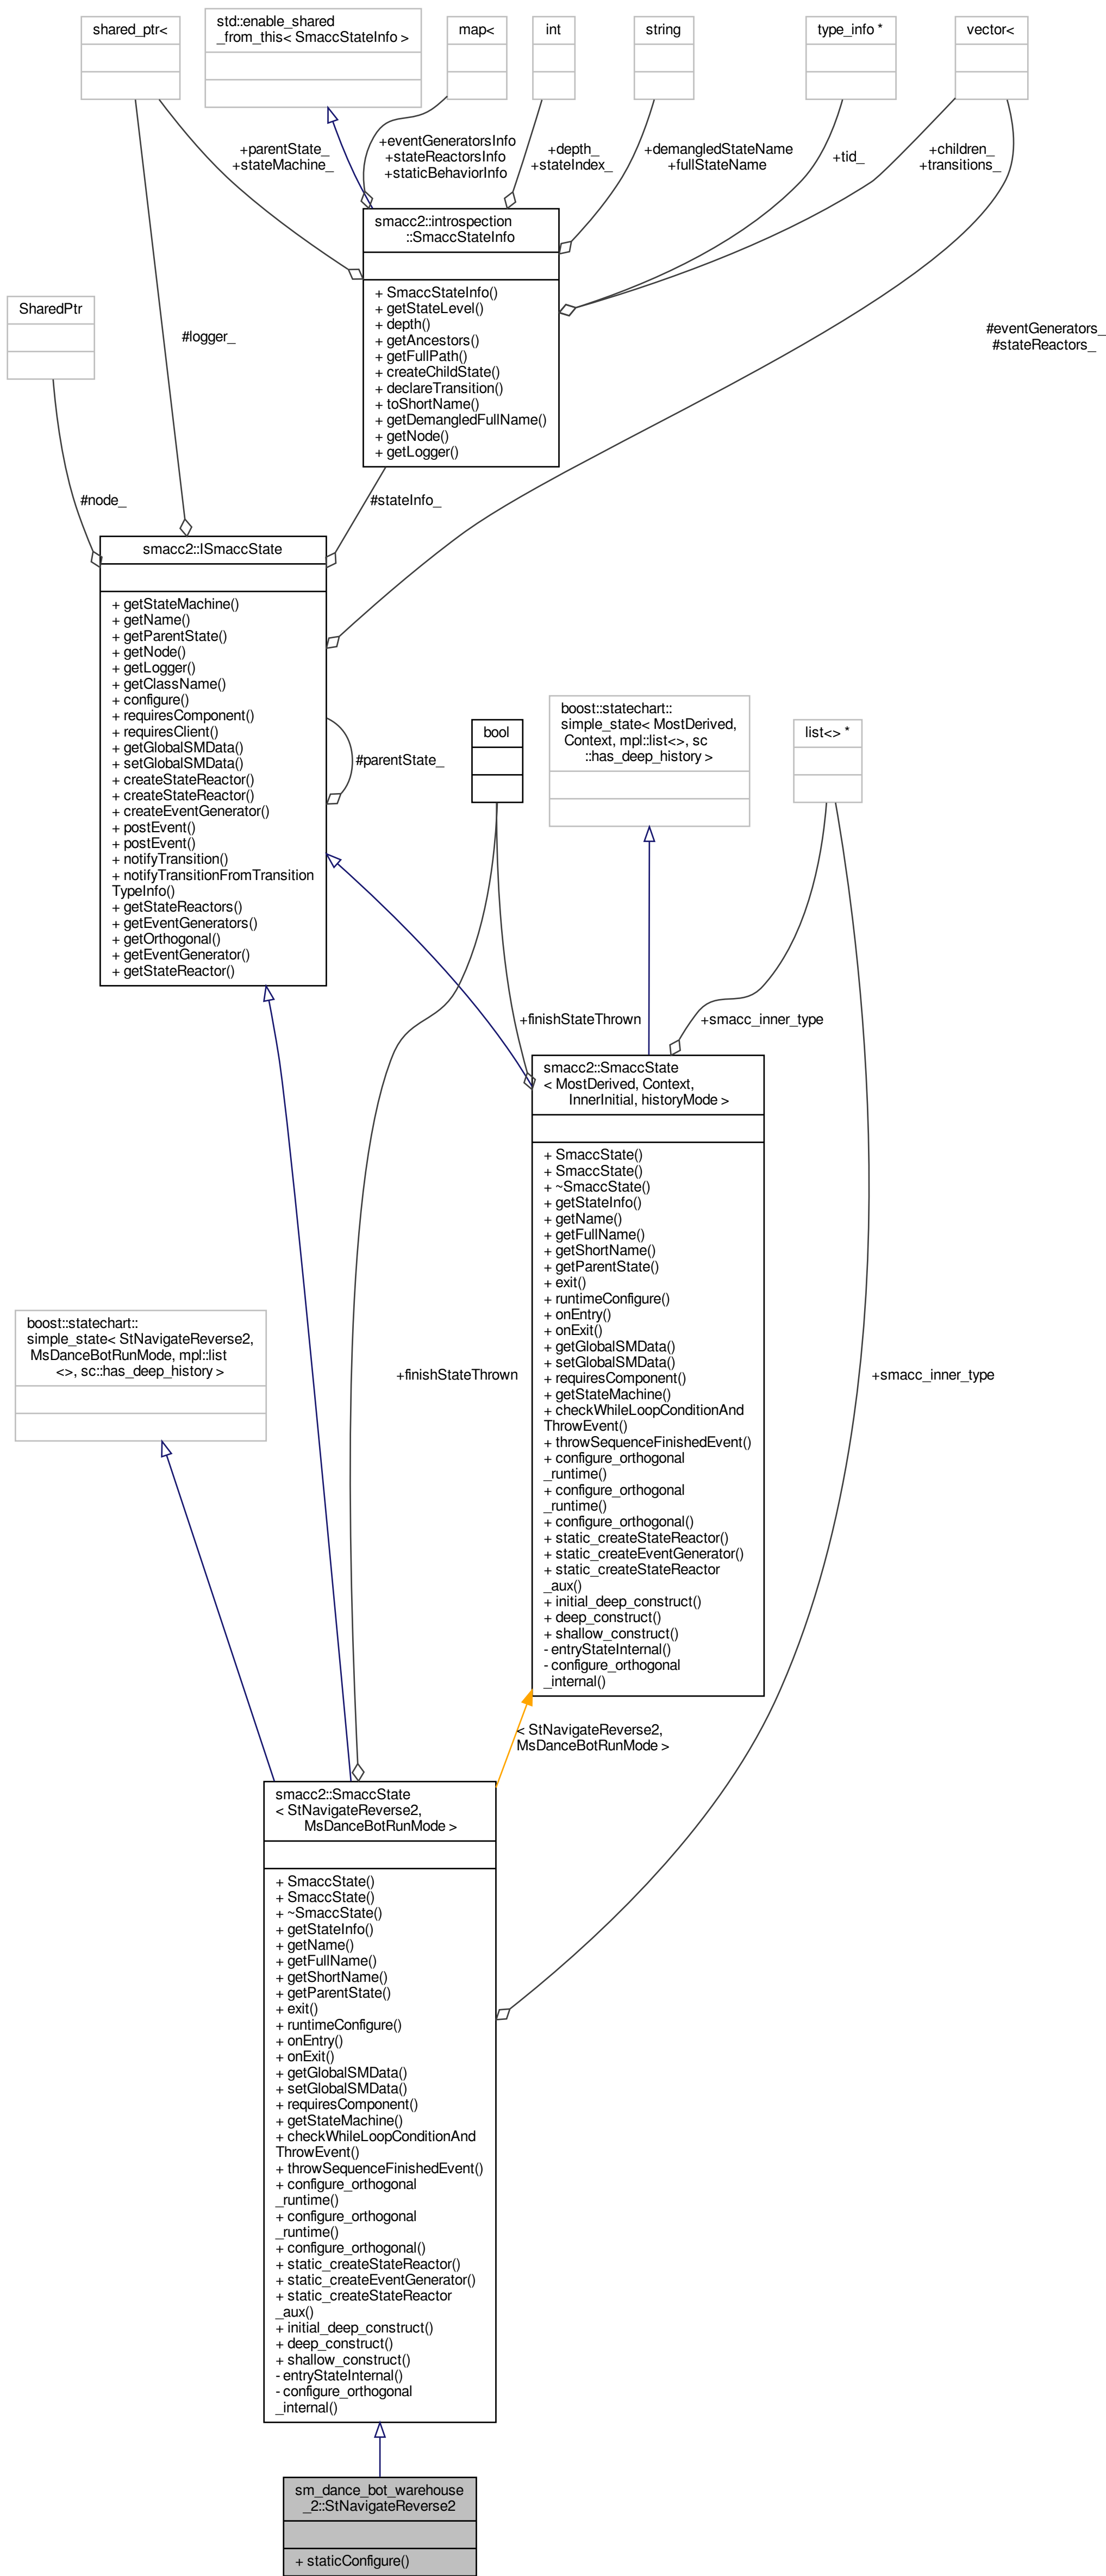 shared_ptr<
std::enable_shared
_from_this< SmaccStateInfo >
map<
int
string
type_info *
vector<
+parentState_
+stateMachine_
+eventGeneratorsInfo
+stateReactorsInfo
+staticBehaviorInfo
+depth_
+stateIndex_
+demangledStateName
+fullStateName
+tid_
+children_
+transitions_
smacc2::introspection
::SmaccStateInfo
+ SmaccStateInfo()
+ getStateLevel()
+ depth()
+ getAncestors()
+ getFullPath()
+ createChildState()
+ declareTransition()
+ toShortName()
+ getDemangledFullName()
+ getNode()
+ getLogger()
SharedPtr
#logger_
#eventGenerators_
#stateReactors_
#node_
#stateInfo_
smacc2::ISmaccState
+ getStateMachine()
+ getName()
+ getParentState()
+ getNode()
+ getLogger()
+ getClassName()
+ configure()
+ requiresComponent()
+ requiresClient()
+ getGlobalSMData()
+ setGlobalSMData()
+ createStateReactor()
+ createStateReactor()
+ createEventGenerator()
+ postEvent()
+ postEvent()
+ notifyTransition()
+ notifyTransitionFromTransition
TypeInfo()
+ getStateReactors()
+ getEventGenerators()
+ getOrthogonal()
+ getEventGenerator()
+ getStateReactor()
#parentState_
bool
boost::statechart::
simple_state< MostDerived,
Context, mpl::list<>, sc
::has_deep_history >
list<> *
+finishStateThrown
+smacc_inner_type
smacc2::SmaccState
< MostDerived, Context,
InnerInitial, historyMode >
+ SmaccState()
+ SmaccState()
+ ~SmaccState()
+ getStateInfo()
+ getName()
+ getFullName()
+ getShortName()
+ getParentState()
+ exit()
+ runtimeConfigure()
+ onEntry()
+ onExit()
+ getGlobalSMData()
+ setGlobalSMData()
+ requiresComponent()
+ getStateMachine()
+ checkWhileLoopConditionAnd
ThrowEvent()
+ throwSequenceFinishedEvent()
+ configure_orthogonal
_runtime()
+ configure_orthogonal
_runtime()
+ configure_orthogonal()
+ static_createStateReactor()
+ static_createEventGenerator()
+ static_createStateReactor
_aux()
+ initial_deep_construct()
+ deep_construct()
+ shallow_construct()
- entryStateInternal()
- configure_orthogonal
_internal()
boost::statechart::
simple_state< StNavigateReverse2,
MsDanceBotRunMode, mpl::list
<>, sc::has_deep_history >
+finishStateThrown
+smacc_inner_type
< StNavigateReverse2,
MsDanceBotRunMode >
smacc2::SmaccState
< StNavigateReverse2,
MsDanceBotRunMode >
+ SmaccState()
+ SmaccState()
+ ~SmaccState()
+ getStateInfo()
+ getName()
+ getFullName()
+ getShortName()
+ getParentState()
+ exit()
+ runtimeConfigure()
+ onEntry()
+ onExit()
+ getGlobalSMData()
+ setGlobalSMData()
+ requiresComponent()
+ getStateMachine()
+ checkWhileLoopConditionAnd
ThrowEvent()
+ throwSequenceFinishedEvent()
+ configure_orthogonal
_runtime()
+ configure_orthogonal
_runtime()
+ configure_orthogonal()
+ static_createStateReactor()
+ static_createEventGenerator()
+ static_createStateReactor
_aux()
+ initial_deep_construct()
+ deep_construct()
+ shallow_construct()
- entryStateInternal()
- configure_orthogonal
_internal()
sm_dance_bot_warehouse
_2::StNavigateReverse2
+ staticConfigure()